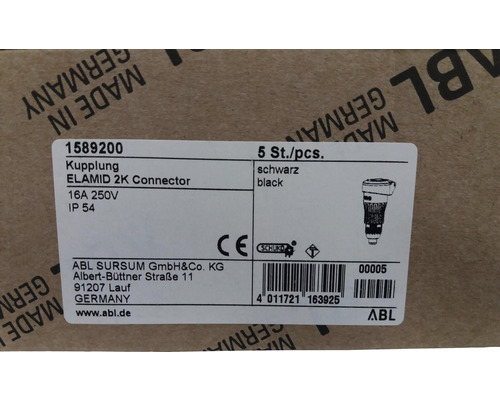 MADE IN
GERMANY
ABL
MADE IN
GERMANY
1589200
5 St./pcs.
Kupplung
ELAMID 2K Connector
schwarz
black
16A 250V
IP 54
CE
SCHUKO
ABL SURSUM GmbH&Co. KG
Albert-Büttner Straße 11
91207 Lauf
GERMANY
00005
4 011721 163925
www.abl.de
ABL
MADE IN